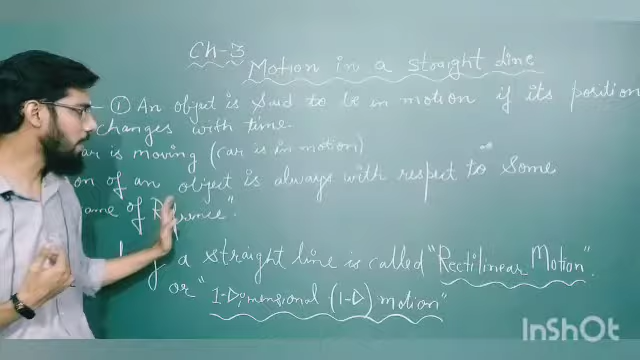 Ch-3 Motion in a straight line
① An object is said to be in motion if its position
changes with time.
car is moving (car is in motion)
of an object is always with respect to some
of Reference".
a straight line is called "Rectilinear Motion".
or "1-Dimensional (1-D) motion"
InShOt